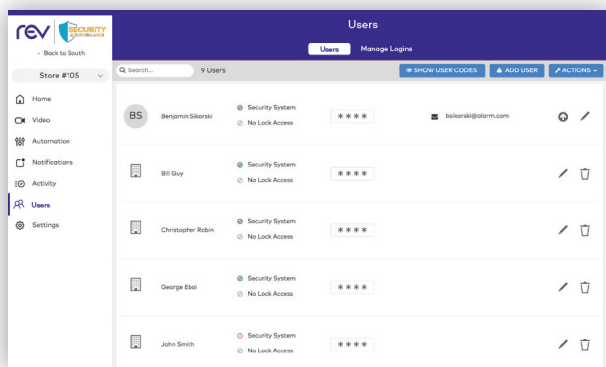 rev SECURITY & SURVEILLANCE
Users
‹ Back to South
Users Manage Logins
Store #105
Search... 9 Users SHOW USER CODES ADD USER ACTIONS
Home
Video
Automation
Notifications
Activity
Users
Settings
BS Benjamin Sikorski Security System No Lock Access **** bsikorski@alarm.com
Bill Guy Security System No Lock Access ****
Christopher Robin Security System No Lock Access ****
George Ebai Security System No Lock Access ****
John Smith Security System No Lock Access ****